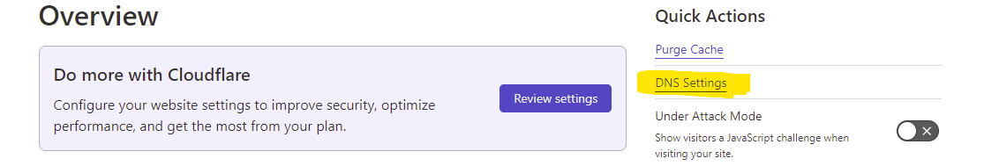 Overview
Do more with Cloudflare
Configure your website settings to improve security, optimize
performance, and get the most from your plan.
Review settings
Quick Actions
Purge Cache
DNS Settings
Under Attack Mode
Show visitors a JavaScript challenge when
visiting your site.